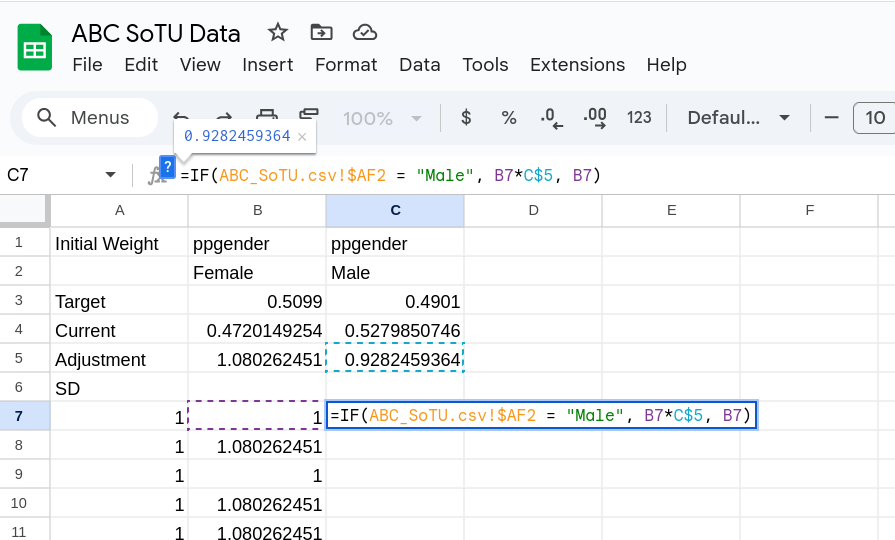 ABC SoTU Data
File Edit View Insert Format Data Tools Extensions Help
Menus 100% $ % .0 .00 123 Defaul... 10
0.9282459364 ×
C7 fx ? =IF(ABC_SoTU.csv!$AF2 = "Male", B7*C$5, B7)
A B C D E F
1 Initial Weight ppgender ppgender
2 Female Male
3 Target 0.5099 0.4901
4 Current 0.4720149254 0.5279850746
5 Adjustment 1.080262451 0.9282459364
6 SD
7 1 1 =IF(ABC_SoTU.csv!$AF2 = "Male", B7*C$5, B7)
8 1 1.080262451
9 1 1
10 1 1.080262451
11 1 1.080262451